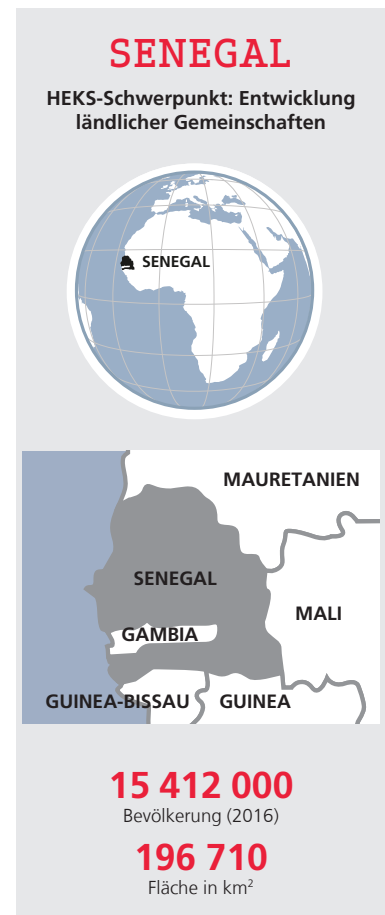 SENEGAL
HEKS-Schwerpunkt: Entwicklung
ländlicher Gemeinschaften
SENEGAL
MAURETANIEN
SENEGAL
MALI
GAMBIA
GUINEA-BISSAU
GUINEA
15 412 000
Bevölkerung (2016)
196 710
Fläche in km²